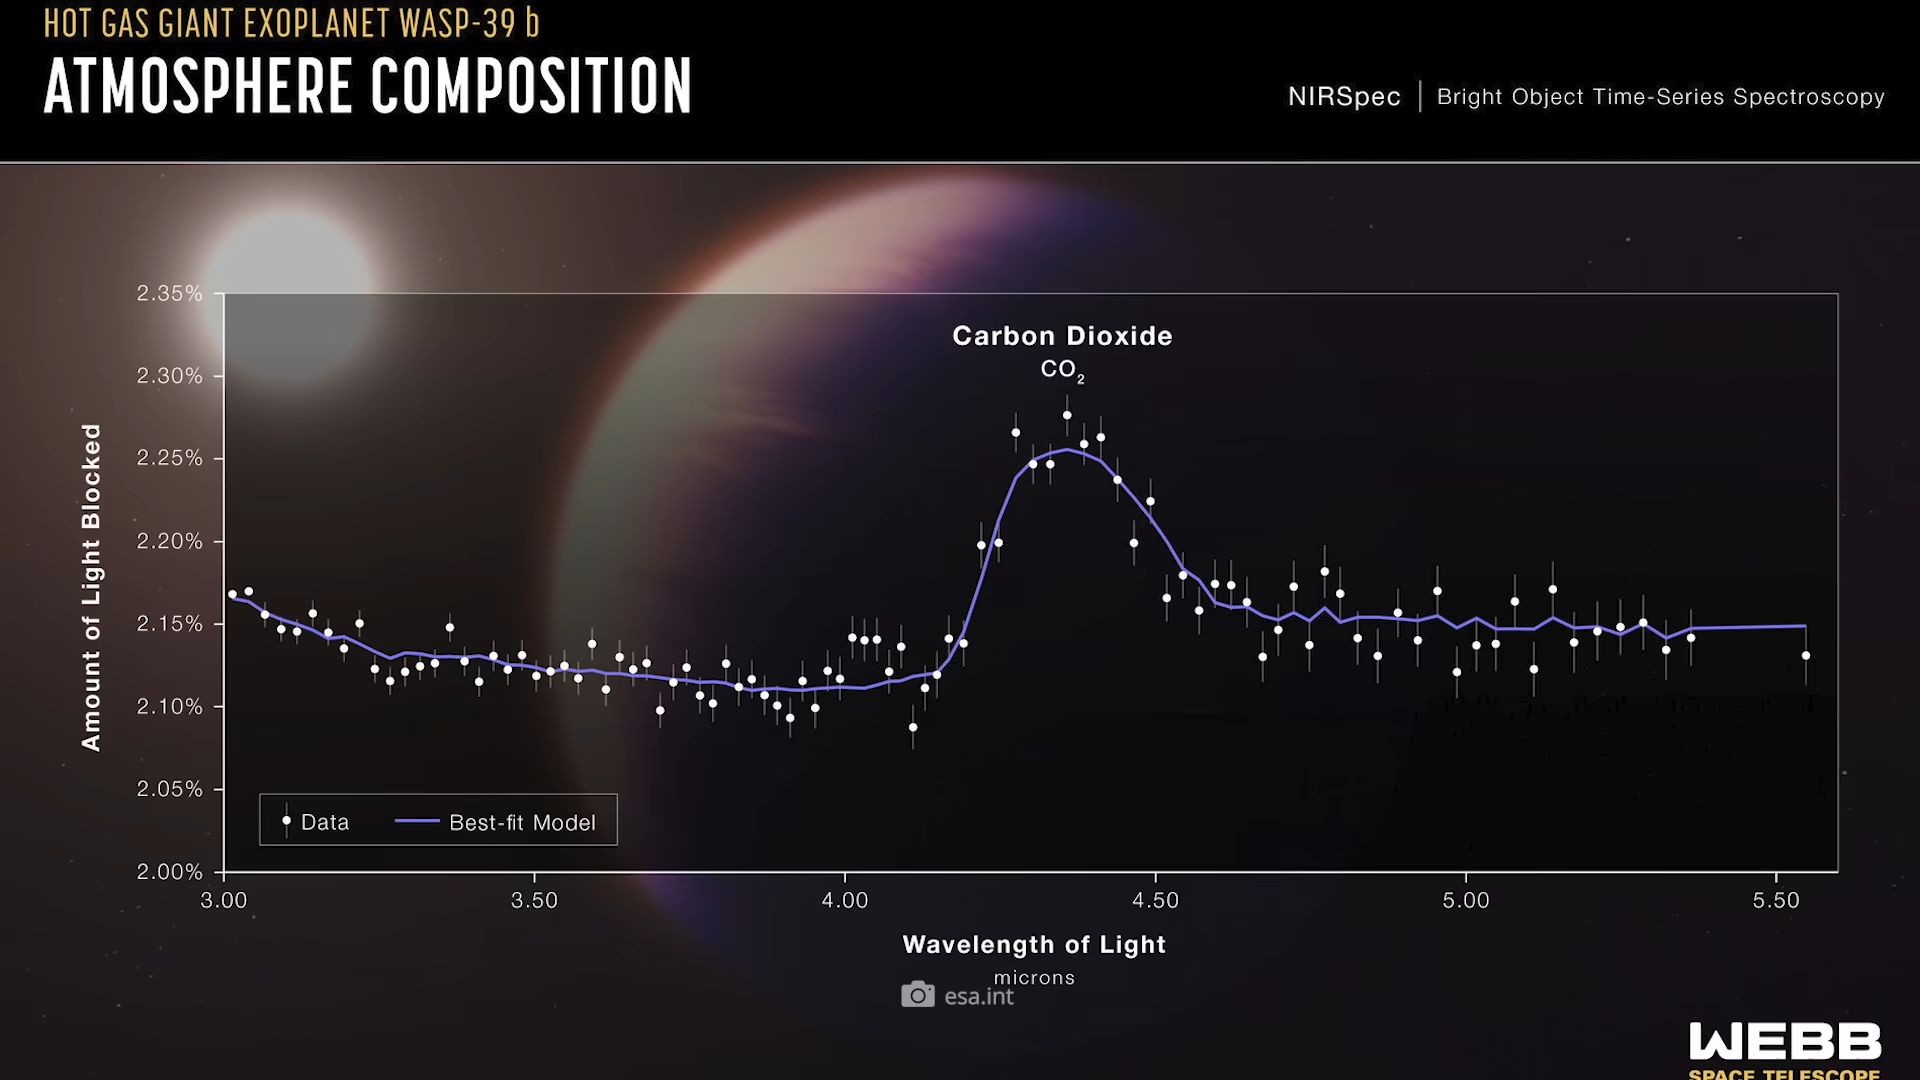 HOT GAS GIANT EXOPLANET WASP-39 b
ATMOSPHERE COMPOSITION
NIRSpec | Bright Object Time-Series Spectroscopy
2.35%
2.30%
2.25%
2.20%
2.15%
2.10%
2.05%
2.00%
Amount of Light Blocked
Carbon Dioxide
CO₂
Data
Best-fit Model
3.00 3.50 4.00 4.50 5.00 5.50
Wavelength of Light
microns
esa.int
WEBB
SPACE TELESCOPE